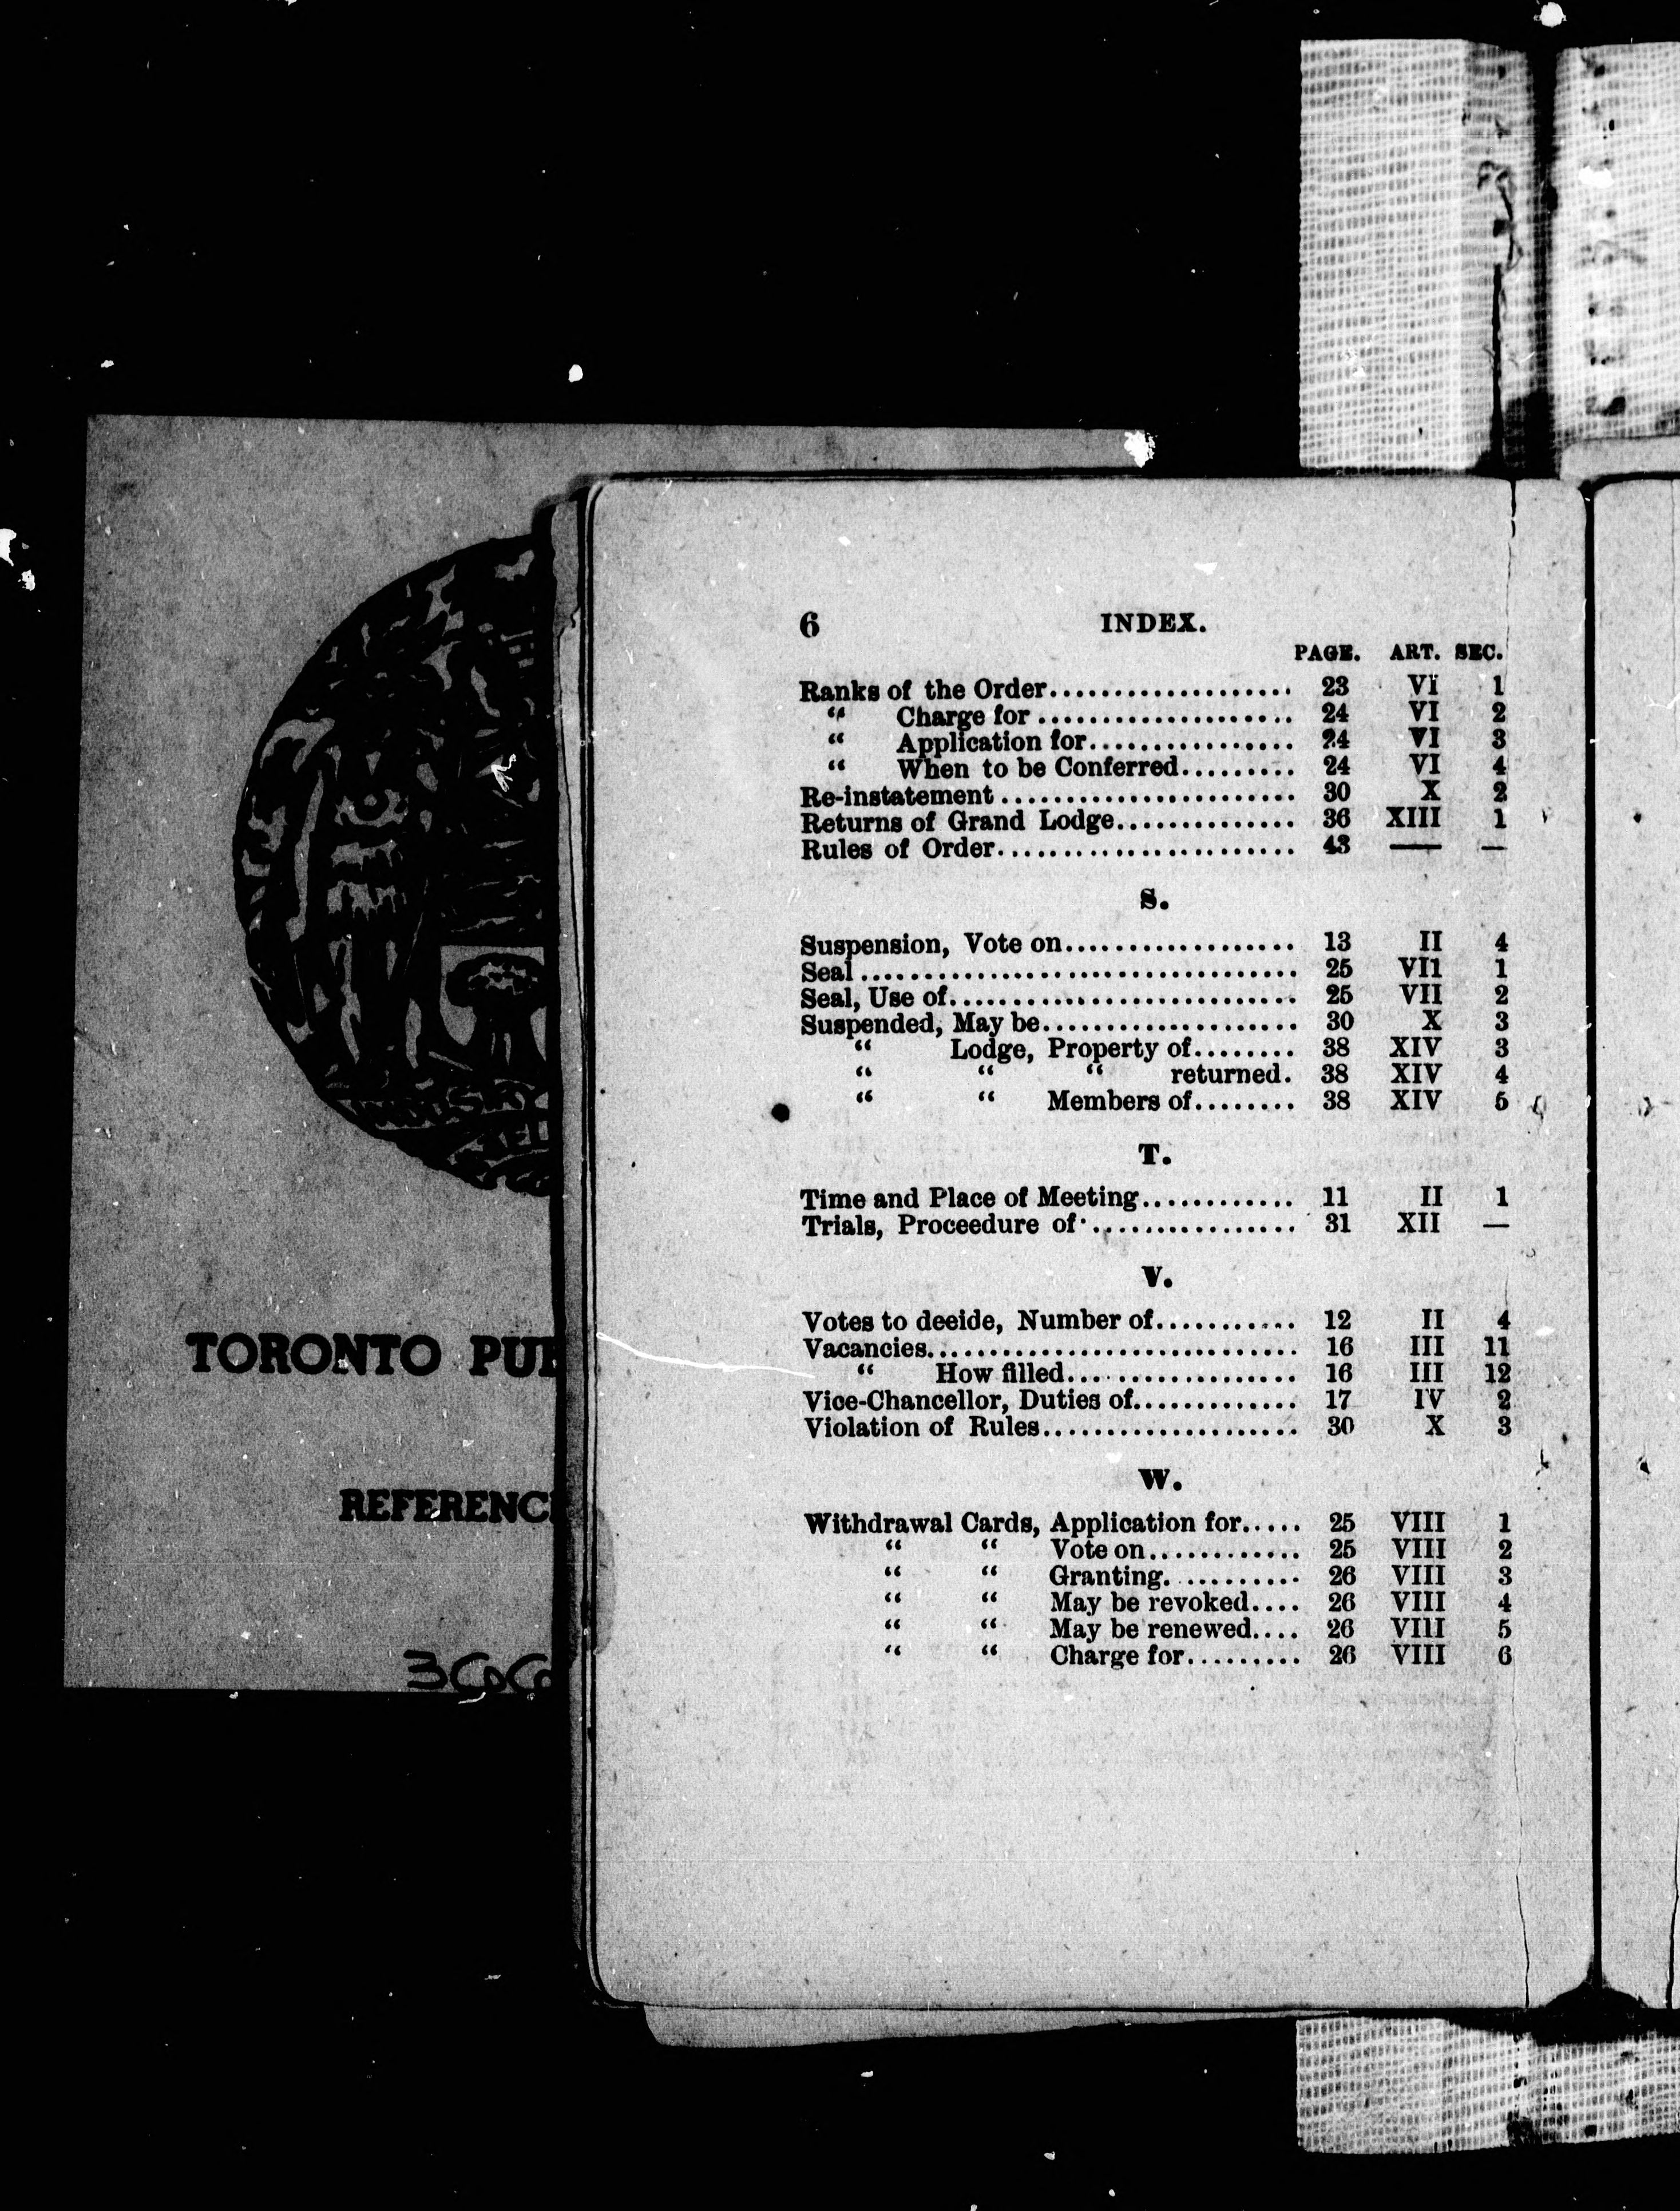 6 INDEX.
PAGE. ART. SEC.
Ranks of the Order................... 23 VI 1
“ Charge for .................... 24 VI 2
“ Application for................ 24 VI 3
“ When to be Conferred......... 24 VI 4
Re-instatement ....................... 30 X 2
Returns of Grand Lodge.............. 36 XIII 1
Rules of Order....................... 43 — —
S.
Suspension, Vote on.................. 13 II 4
Seal .................................. 25 VII 1
Seal, Use of........................... 25 VII 2
Suspended, May be.................... 30 X 3
“ Lodge, Property of........ 38 XIV 3
“ “ “ returned. 38 XIV 4
“ “ Members of........ 38 XIV 5
T.
Time and Place of Meeting............ 11 II 1
Trials, Proceedure of ................ 31 XII —
V.
Votes to deeide, Number of........... 12 II 4
Vacancies............................. 16 III 11
“ How filled.................. 16 III 12
Vice-Chancellor, Duties of............. 17 IV 2
Violation of Rules.................... 30 X 3
W.
Withdrawal Cards, Application for..... 25 VIII 1
“ “ Vote on............ 25 VIII 2
“ “ Granting. ......... 26 VIII 3
“ “ May be revoked.... 26 VIII 4
“ “ May be renewed.... 26 VIII 5
“ “ Charge for......... 26 VIII 6
INDUSTRY
TORONTO PU
REFERENC